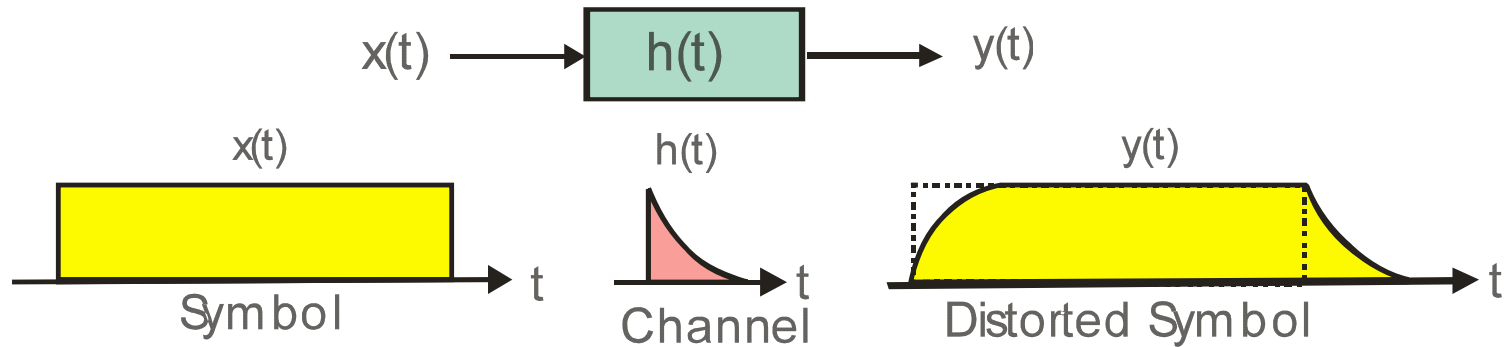 x(t) h(t) y(t)
x(t) h(t) y(t)
t t t
Symbol Channel Distorted Symbol